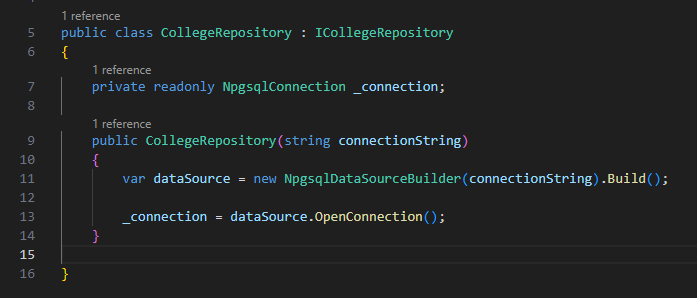 1 reference
5 public class CollegeRepository : ICollegeRepository
6 {
1 reference
7 private readonly NpgsqlConnection _connection;
8
1 reference
9 public CollegeRepository(string connectionString)
10 {
11 var dataSource = new NpgsqlDataSourceBuilder(connectionString).Build();
12
13 _connection = dataSource.OpenConnection();
14 }
15
16 }